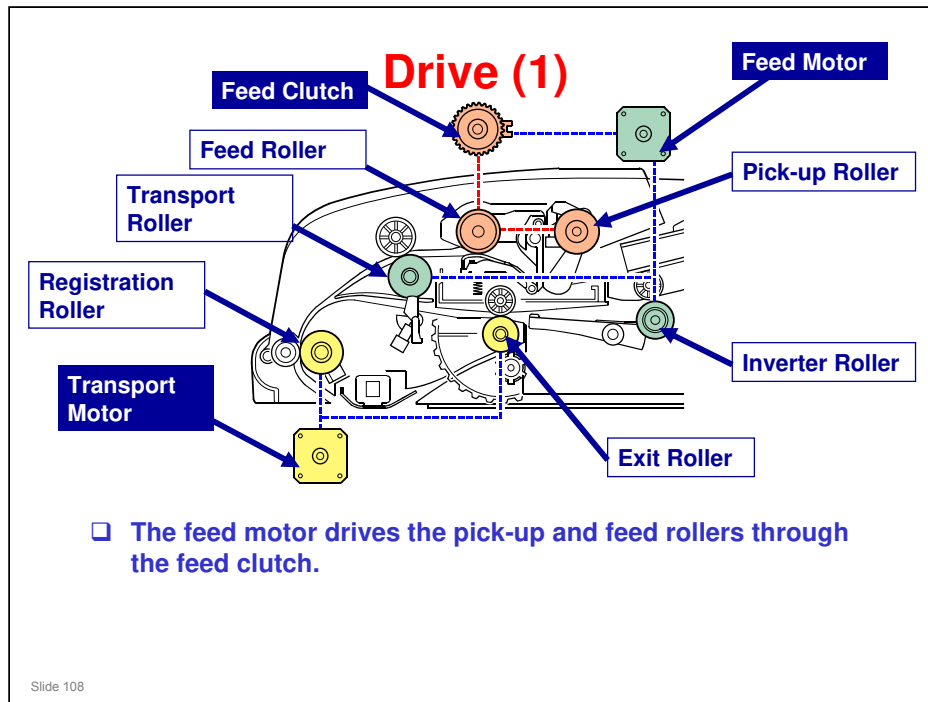 Drive (1)
Feed Motor
Feed Clutch
Feed Roller
Pick-up Roller
Transport
Roller
Registration
Roller
Inverter Roller
Transport
Motor
Exit Roller
❑ The feed motor drives the pick-up and feed rollers through
the feed clutch.
Slide 108